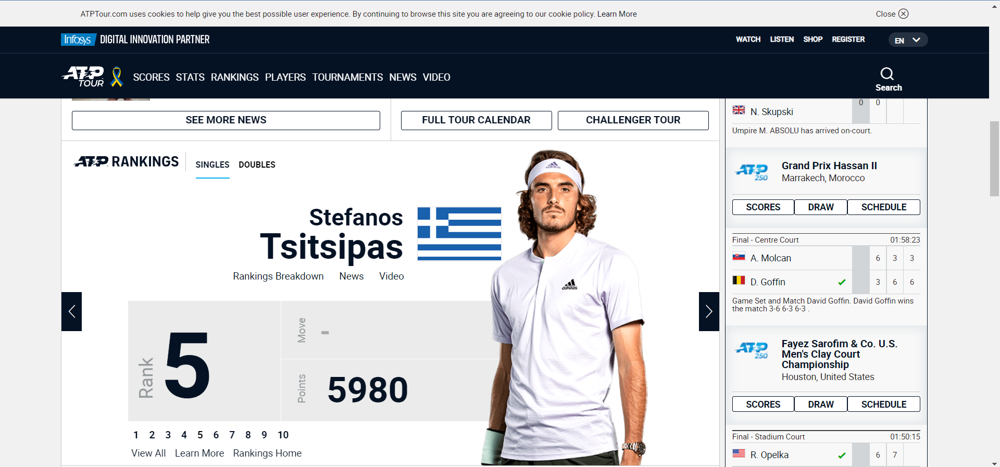 ATPTour.com uses cookies to help give you the best possible user experience. By continuing to browse this site you are agreeing to our cookie policy. Learn More
Close
Infosys DIGITAL INNOVATION PARTNER
WATCH LISTEN SHOP REGISTER EN
ATP TOUR
SCORES STATS RANKINGS PLAYERS TOURNAMENTS NEWS VIDEO
Search
SEE MORE NEWS
FULL TOUR CALENDAR
CHALLENGER TOUR
ATP RANKINGS
SINGLES DOUBLES
Stefanos
Tsitsipas
Rankings Breakdown News Video
Rank 5
Move -
Points 5980
1 2 3 4 5 6 7 8 9 10
View All Learn More Rankings Home
adidas
adidas
0 0
N. Skupski
Umpire M. ABSOLU has arrived on-court.
ATP 250
Grand Prix Hassan II
Marrakech, Morocco
SCORES DRAW SCHEDULE
Final - Centre Court 01:58:23
A. Molcan 6 3 3
D. Goffin 3 6 6
Game Set and Match David Goffin. David Goffin wins
the match 3-6 6-3 6-3 .
ATP 250
Fayez Sarofim & Co. U.S.
Men's Clay Court
Championship
Houston, United States
SCORES DRAW SCHEDULE
Final - Stadium Court 01:50:15
R. Opelka 6 7